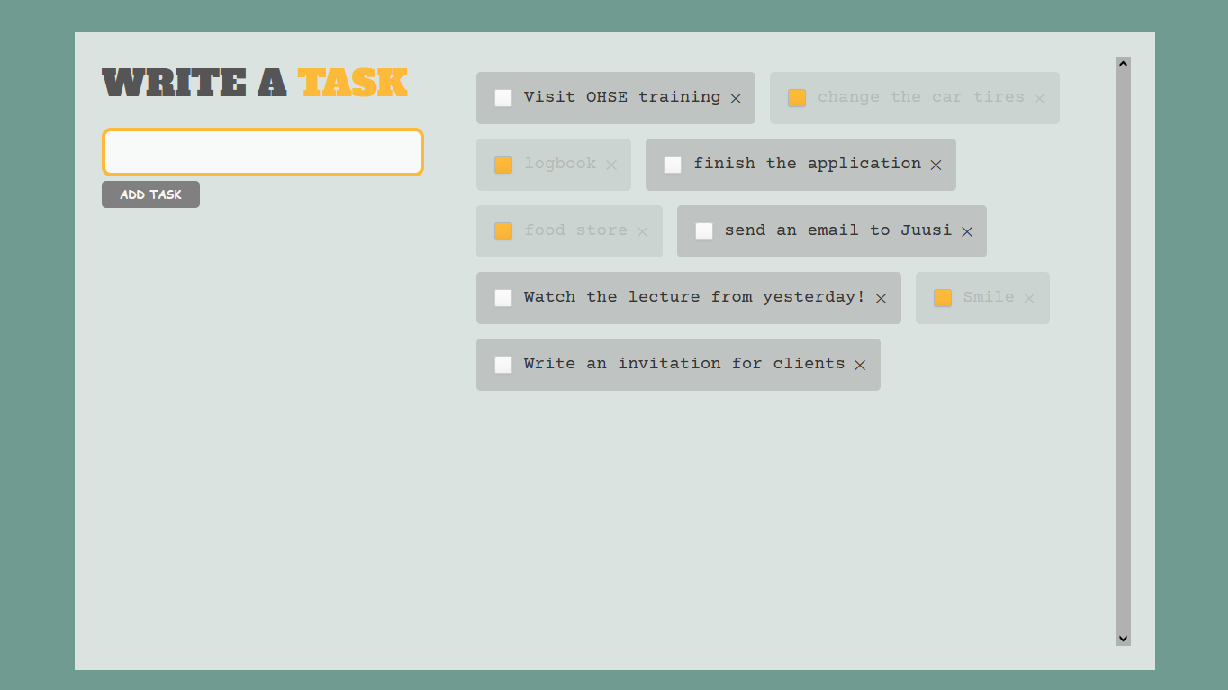 WRITE A TASK
ADD TASK
Visit OHSE training
change the car tires
logbook
finish the application
food store
send an email to Juusi
Watch the lecture from yesterday!
Smile
Write an invitation for clients